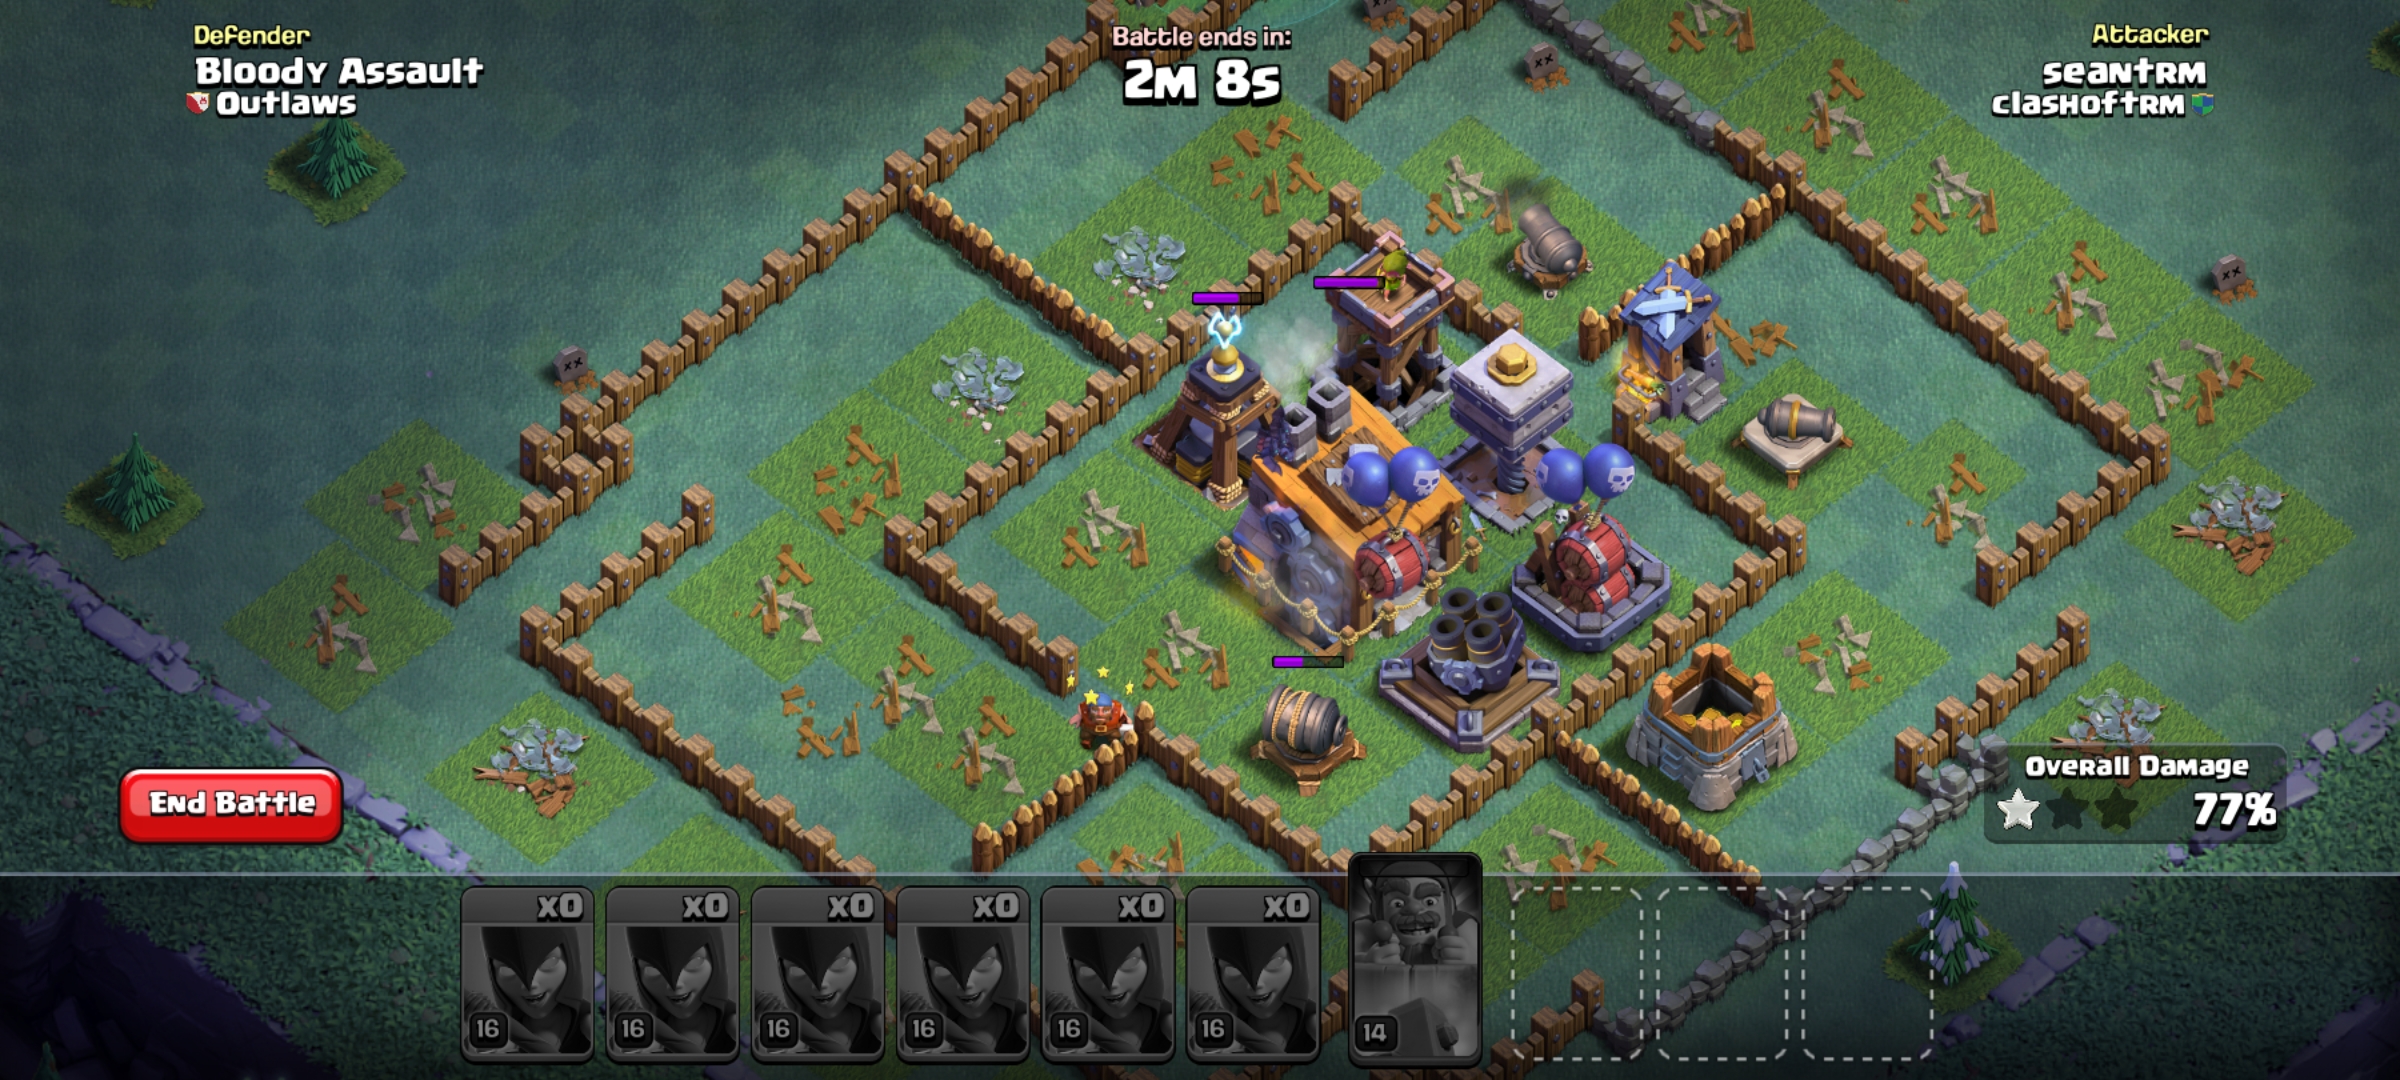 Defender
Bloody Assault
Outlaws
Battle ends in:
2M 8s
Attacker
seantrm
clashoftrm
End Battle
Overall Damage
77%
x0
x0
x0
x0
x0
x0
16
16
16
16
16
16
14